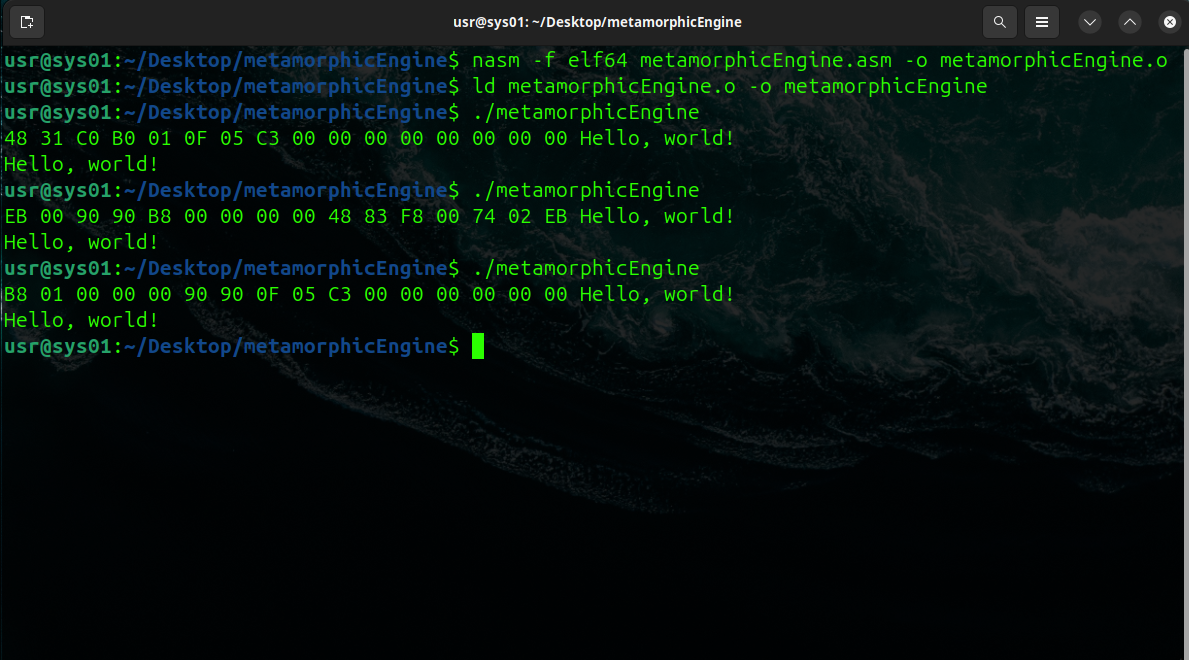 usr@sys01: ~/Desktop/metamorphicEngine
usr@sys01:~/Desktop/metamorphicEngine$ nasm -f elf64 metamorphicEngine.asm -o metamorphicEngine.o
usr@sys01:~/Desktop/metamorphicEngine$ ld metamorphicEngine.o -o metamorphicEngine
usr@sys01:~/Desktop/metamorphicEngine$ ./metamorphicEngine
48 31 C0 B0 01 0F 05 C3 00 00 00 00 00 00 00 00 Hello, world!
Hello, world!
usr@sys01:~/Desktop/metamorphicEngine$ ./metamorphicEngine
EB 00 90 90 B8 00 00 00 00 48 83 F8 00 74 02 EB Hello, world!
Hello, world!
usr@sys01:~/Desktop/metamorphicEngine$ ./metamorphicEngine
B8 01 00 00 00 90 90 0F 05 C3 00 00 00 00 00 00 Hello, world!
Hello, world!
usr@sys01:~/Desktop/metamorphicEngine$